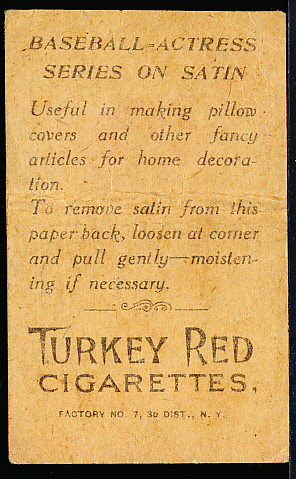 BASEBALL=ACTRESS
SERIES ON SATIN
Useful in making pillow
covers and other fancy
articles for home decora-
tion.
To remove satin from this
paper back, loosen at corner
and pull gently—moisten-
ing if necessary.
TURKEY RED
CIGARETTES.
FACTORY NO. 7, 3D DIST., N. Y.